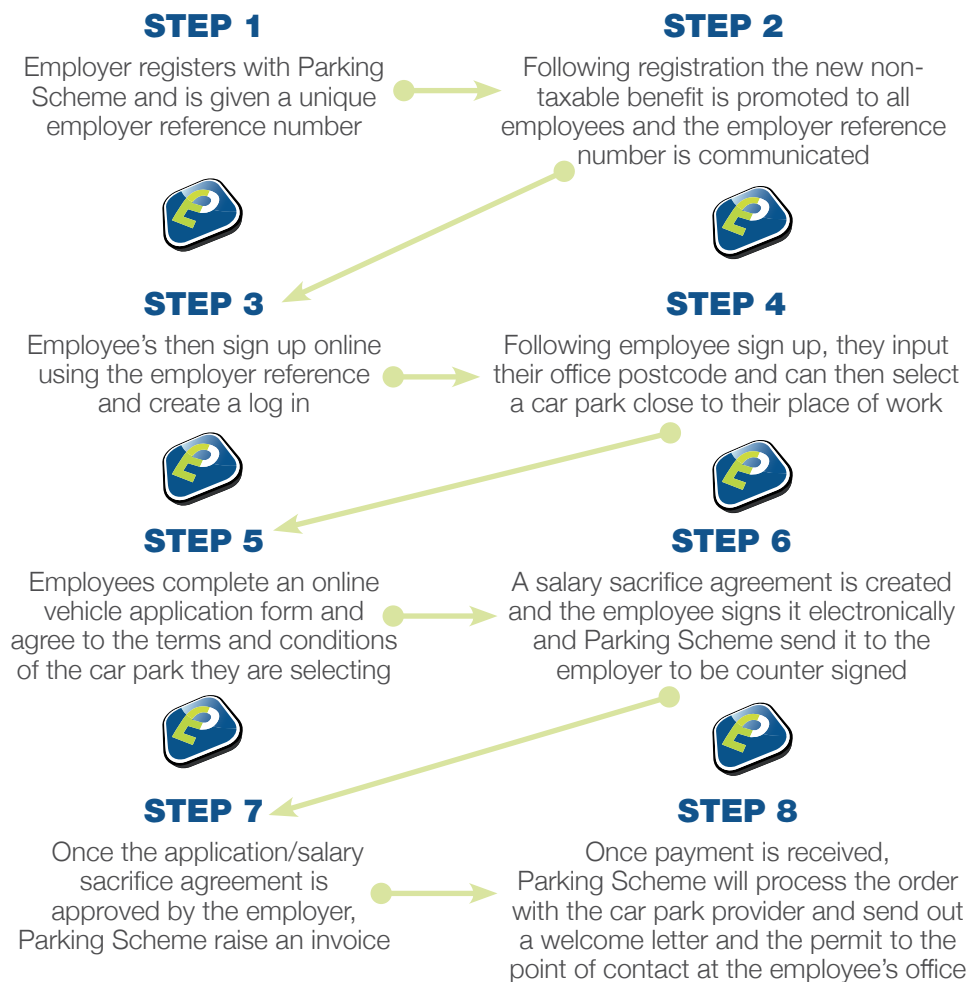 STEP 1
Employer registers with Parking
Scheme and is given a unique
employer reference number
STEP 2
Following registration the new non-
taxable benefit is promoted to all
employees and the employer reference
number is communicated
STEP 3
Employee's then sign up online
using the employer reference
and create a log in
STEP 4
Following employee sign up, they input
their office postcode and can then select
a car park close to their place of work
STEP 5
Employees complete an online
vehicle application form and
agree to the terms and conditions
of the car park they are selecting
STEP 6
A salary sacrifice agreement is created
and the employee signs it electronically
and Parking Scheme send it to the
employer to be counter signed
STEP 7
Once the application/salary
sacrifice agreement is
approved by the employer,
Parking Scheme raise an invoice
STEP 8
Once payment is received,
Parking Scheme will process the order
with the car park provider and send out
a welcome letter and the permit to the
point of contact at the employee's office